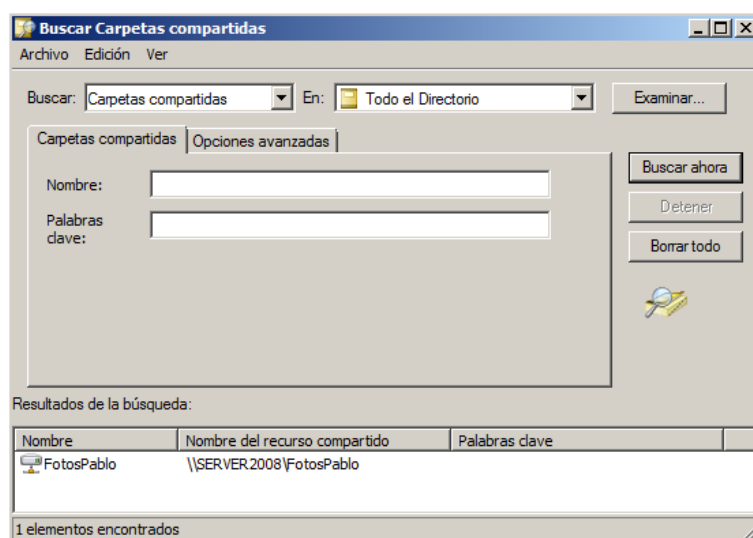 Buscar Carpetas compartidas
Archivo Edición Ver
Buscar: Carpetas compartidas En: Todo el Directorio Examinar...
Carpetas compartidas Opciones avanzadas
Buscar ahora
Nombre:
Detener
Palabras
clave:
Borrar todo
Resultados de la búsqueda:
Nombre Nombre del recurso compartido Palabras clave
FotosPablo \\SERVER2008\FotosPablo
1 elementos encontrados